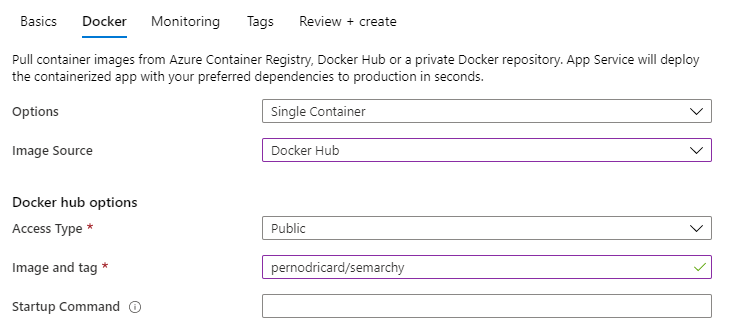 Basics Docker Monitoring Tags Review + create
Pull container images from Azure Container Registry, Docker Hub or a private Docker repository. App Service will deploy
the containerized app with your preferred dependencies to production in seconds.
Options Single Container
Image Source Docker Hub
Docker hub options
Access Type * Public
Image and tag * pernodricard/semarchy
Startup Command